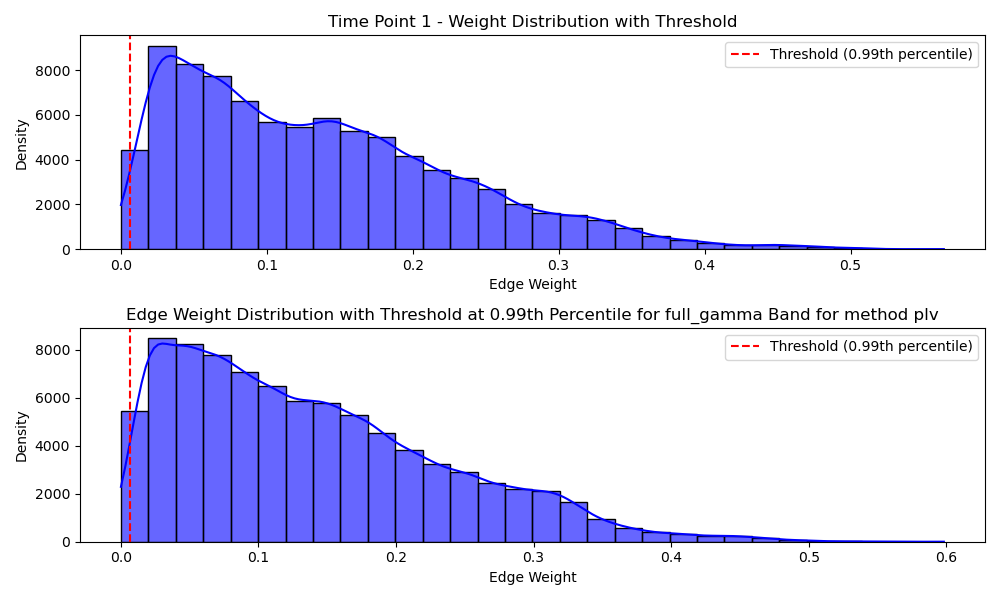 Time Point 1 - Weight Distribution with Threshold
Threshold (0.99th percentile)
Density
8000
6000
4000
2000
0
0.0 0.1 0.2 0.3 0.4 0.5
Edge Weight
Edge Weight Distribution with Threshold at 0.99th Percentile for full_gamma Band for method plv
Threshold (0.99th percentile)
Density
8000
6000
4000
2000
0
0.0 0.1 0.2 0.3 0.4 0.5 0.6
Edge Weight